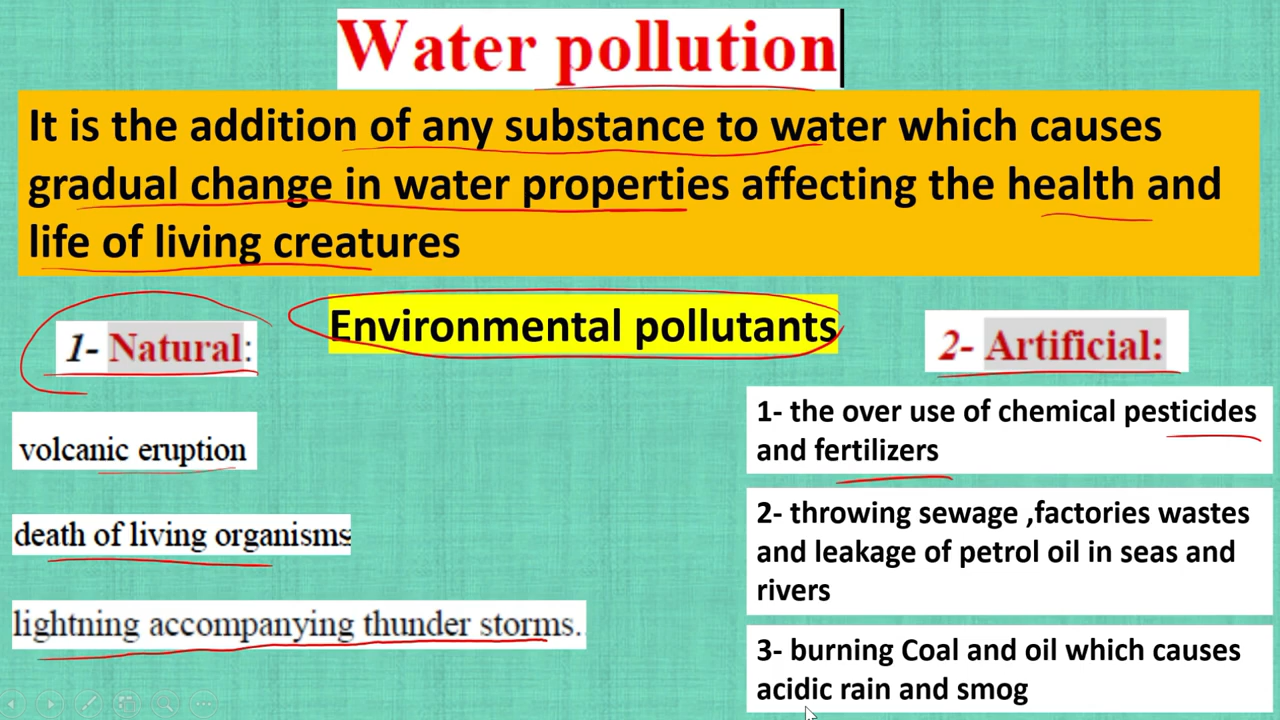 Water pollution
It is the addition of any substance to water which causes
gradual change in water properties affecting the health and
life of living creatures
Environmental pollutants
1- Natural:
volcanic eruption
death of living organisms
lightning accompanying thunder storms.
2- Artificial:
1- the over use of chemical pesticides
and fertilizers
2- throwing sewage ,factories wastes
and leakage of petrol oil in seas and
rivers
3- burning Coal and oil which causes
acidic rain and smog